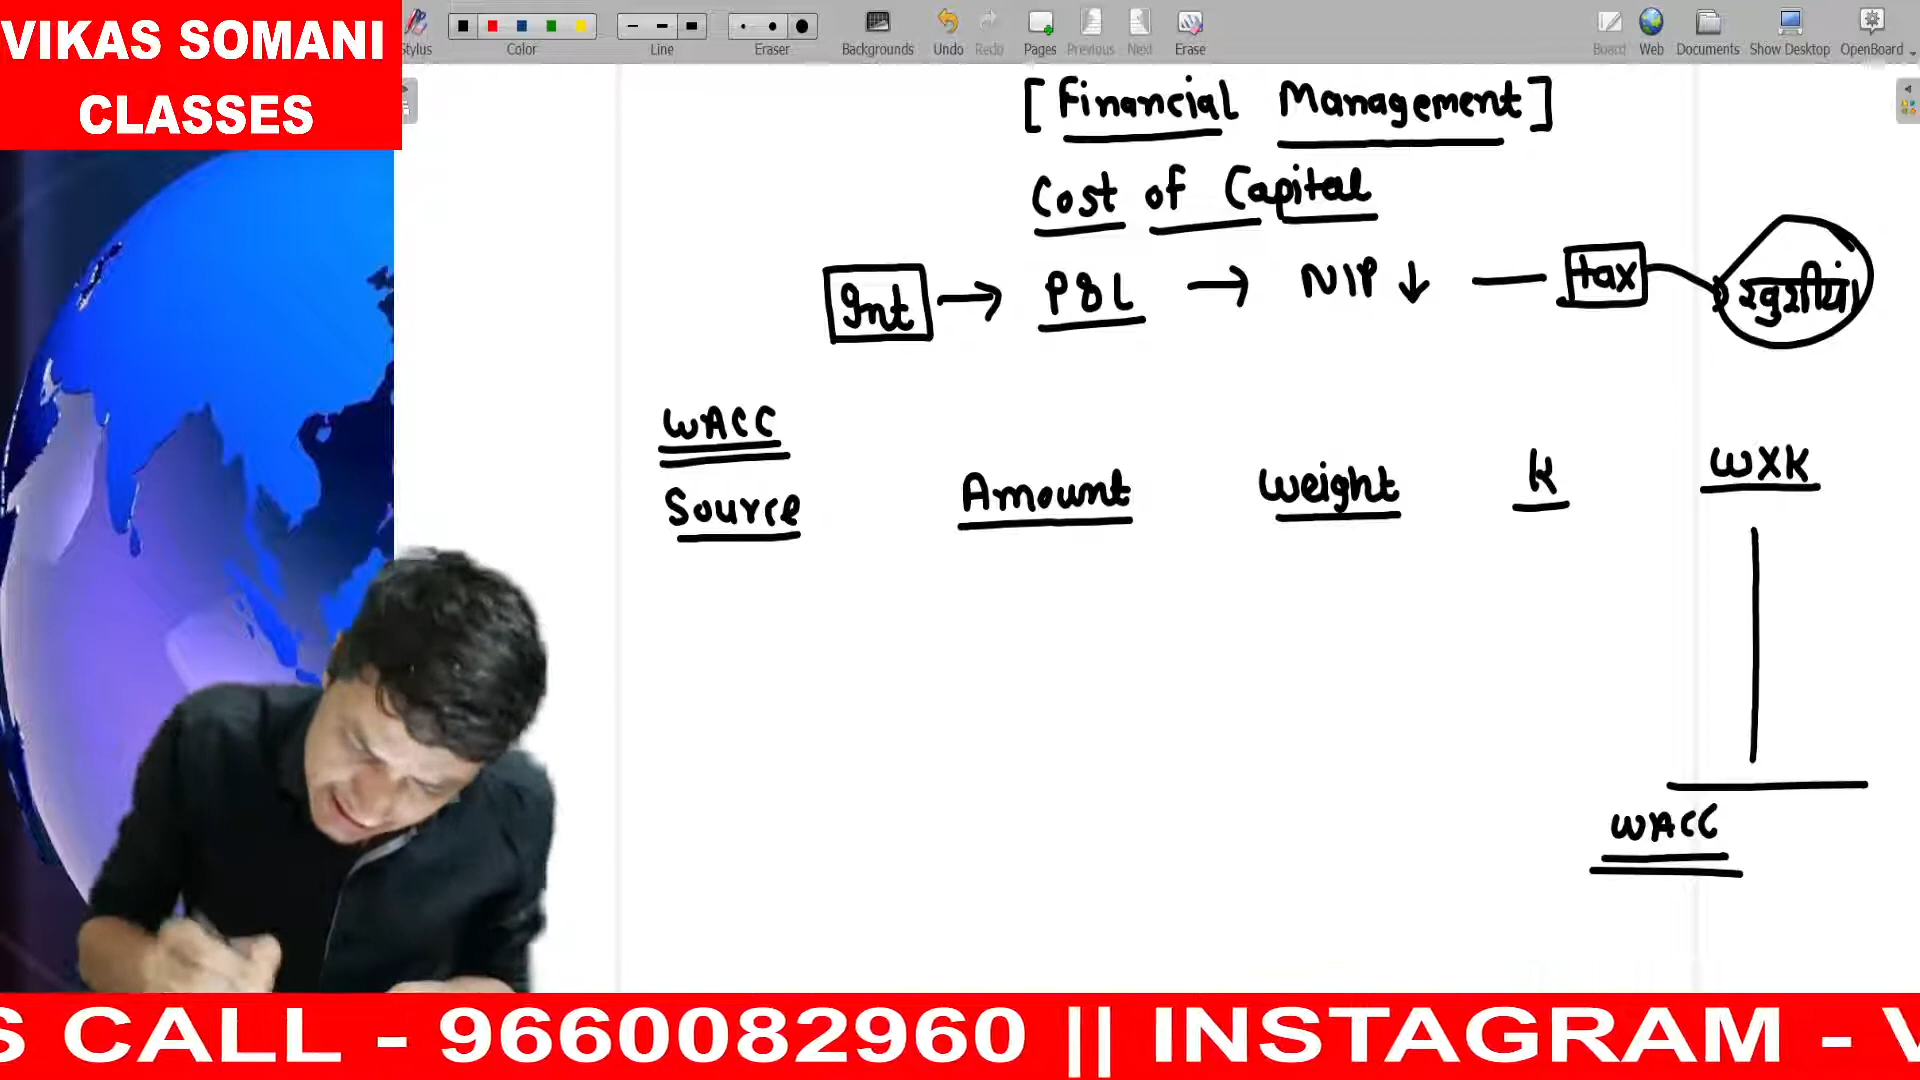 VIKAS SOMANI
CLASSES
Stylus Color Line Eraser Backgrounds Undo Redo Pages Previous Next Erase Board Web Documents Show Desktop OpenBoard
[Financial Management]
Cost of Capital
Int → P&L → N|P ↓ — tax खुशियां
WACC
Source Amount Weight K WXK
WACC
S CALL - 9660082960 || INSTAGRAM - V